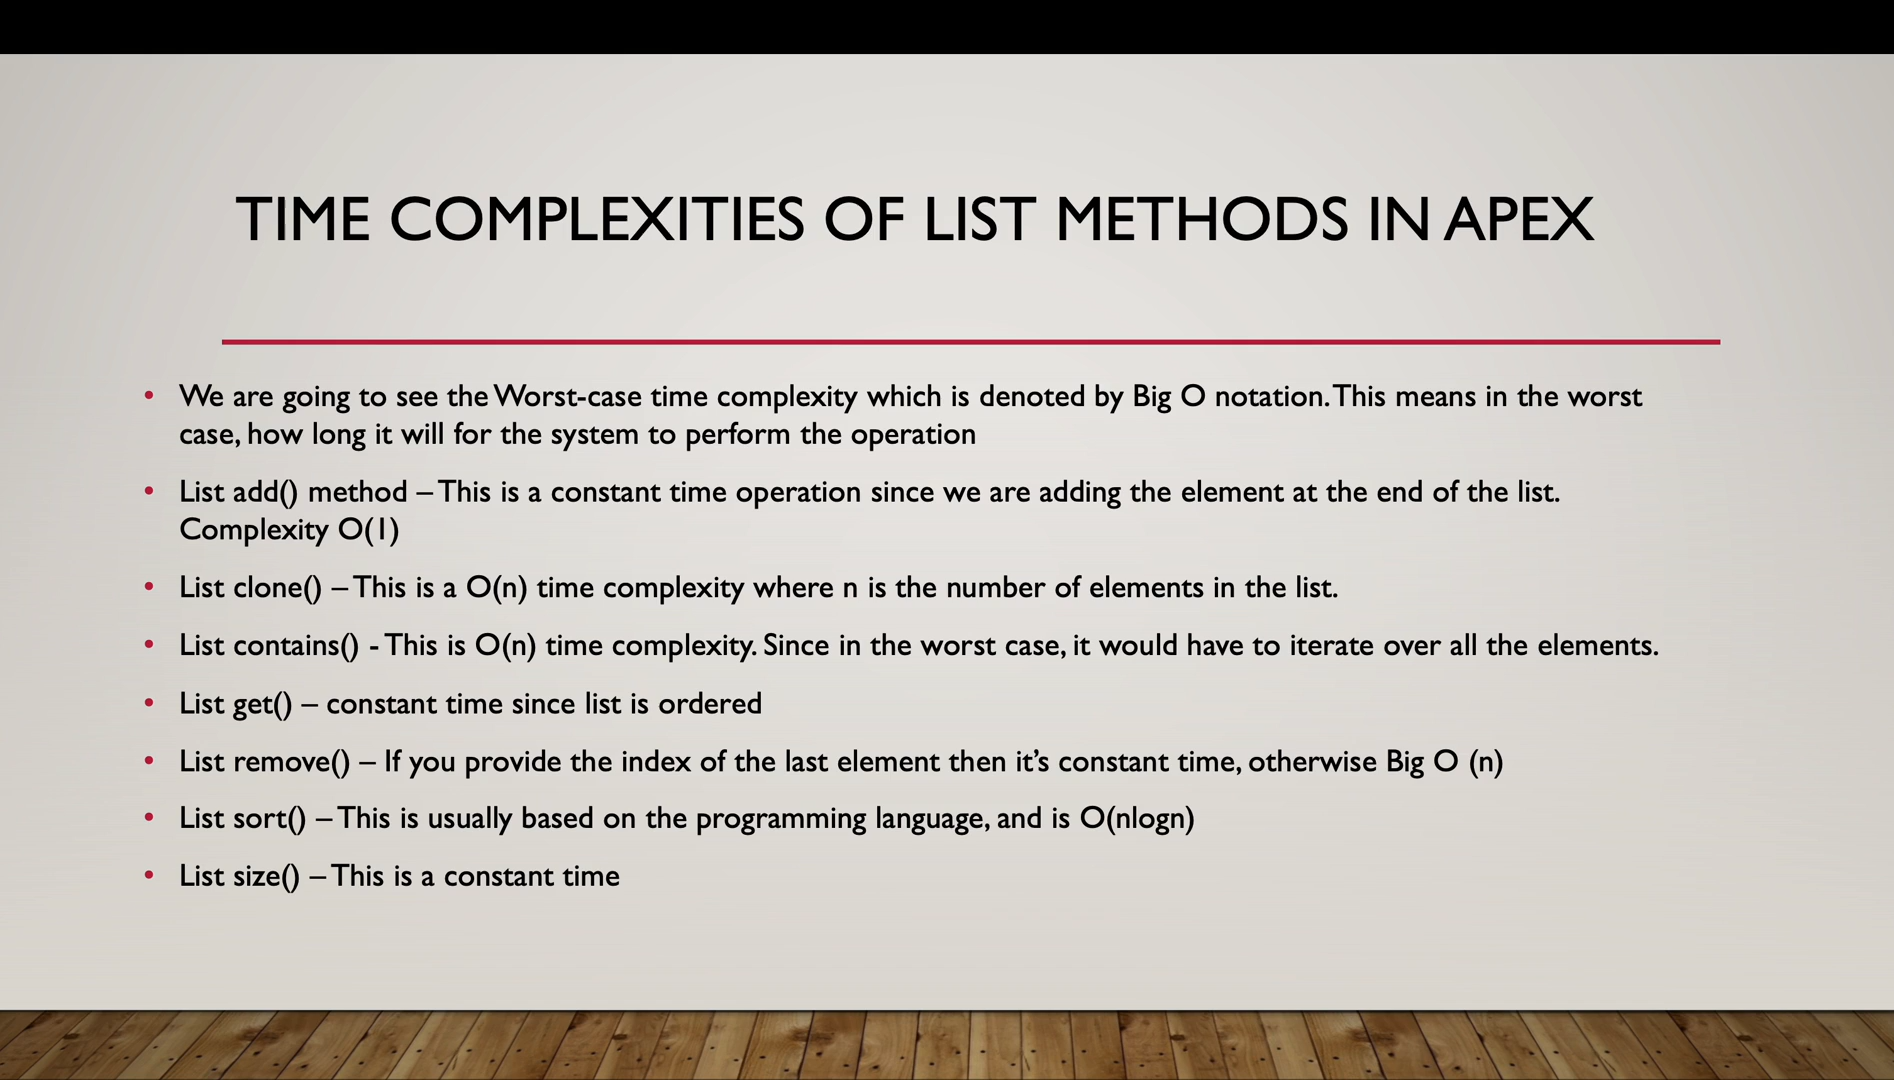 TIME COMPLEXITIES OF LIST METHODS IN APEX
• We are going to see the Worst-case time complexity which is denoted by Big O notation. This means in the worst
case, how long it will for the system to perform the operation
• List add() method – This is a constant time operation since we are adding the element at the end of the list.
Complexity O(1)
• List clone() – This is a O(n) time complexity where n is the number of elements in the list.
• List contains() - This is O(n) time complexity. Since in the worst case, it would have to iterate over all the elements.
• List get() – constant time since list is ordered
• List remove() – If you provide the index of the last element then it’s constant time, otherwise Big O (n)
• List sort() – This is usually based on the programming language, and is O(nlogn)
• List size() – This is a constant time